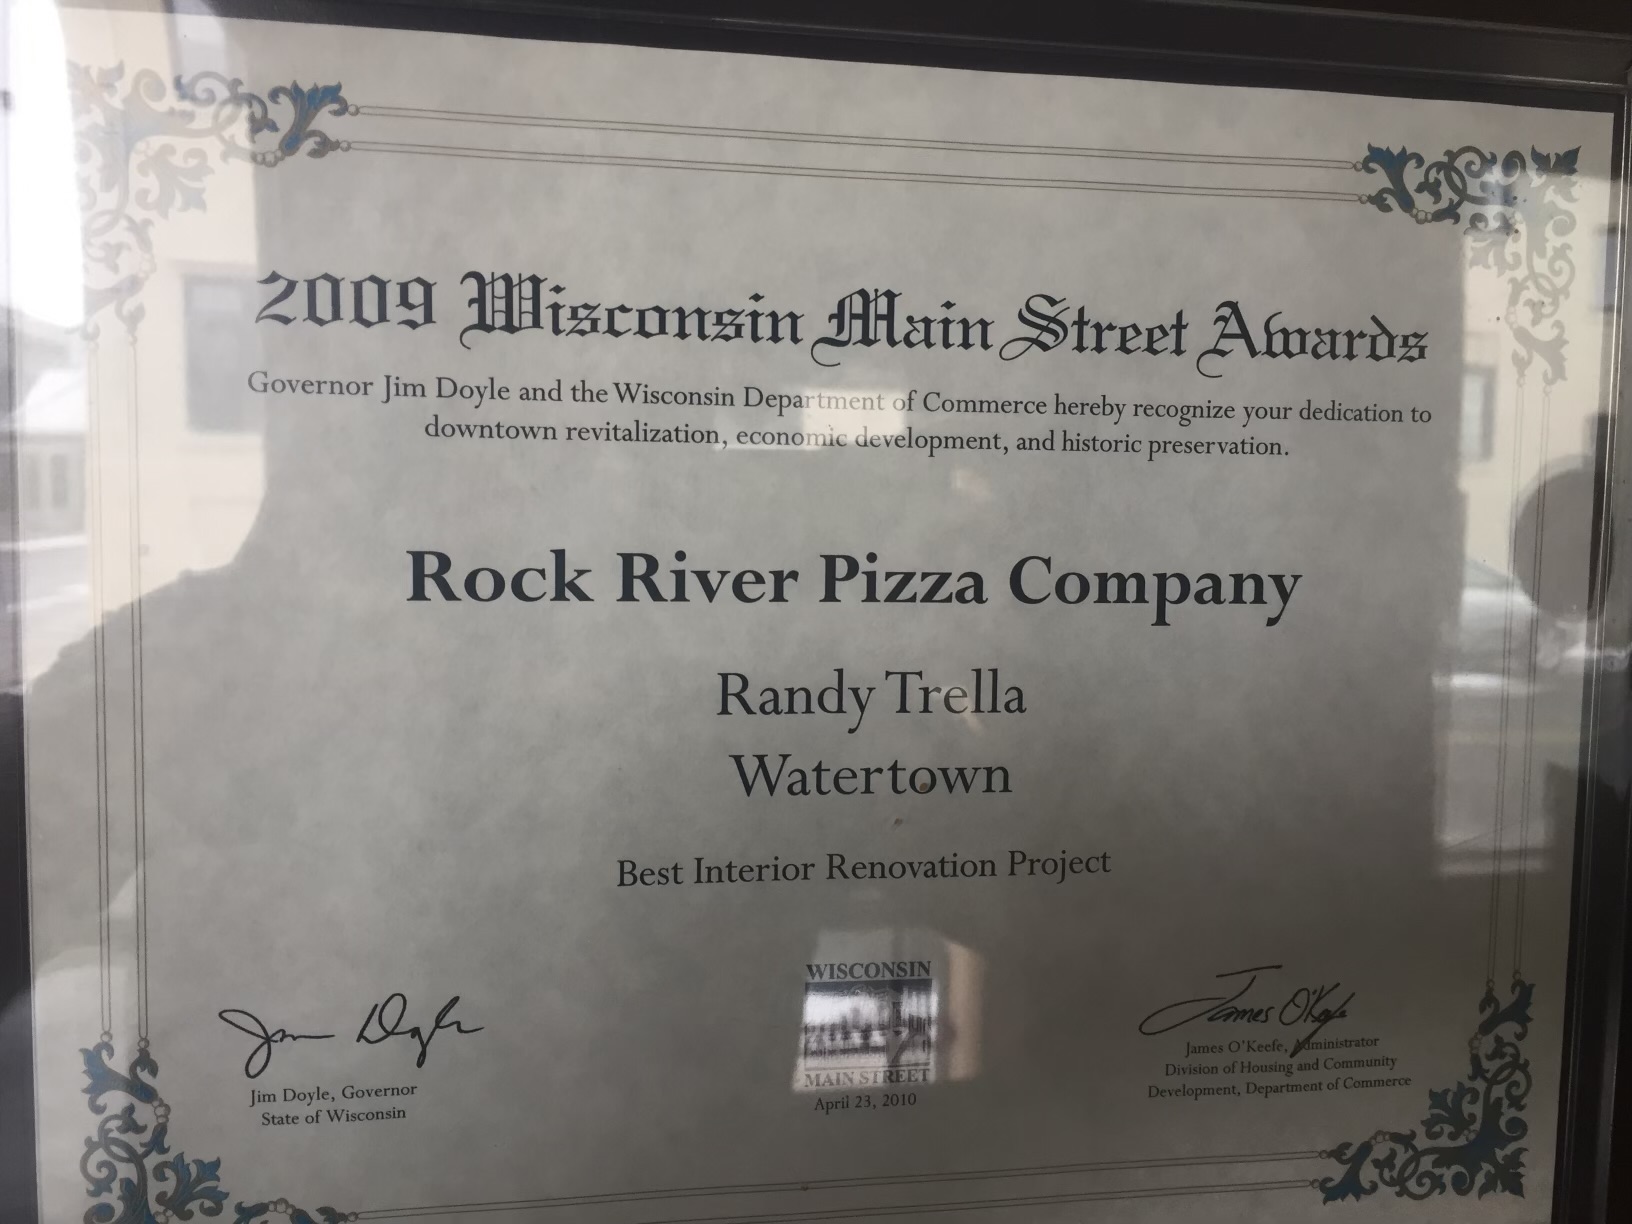 2009 Wisconsin Main Street Awards
Governor Jim Doyle and the Wisconsin Department of Commerce hereby recognize your dedication to
downtown revitalization, economic development, and historic preservation.
Rock River Pizza Company
Randy Trella
Watertown
Best Interior Renovation Project
Jim Doyle
Jim Doyle, Governor
State of Wisconsin
WISCONSIN
MAIN STREET
April 23, 2010
James O'Keefe
James O'Keefe, Administrator
Division of Housing and Community
Development, Department of Commerce